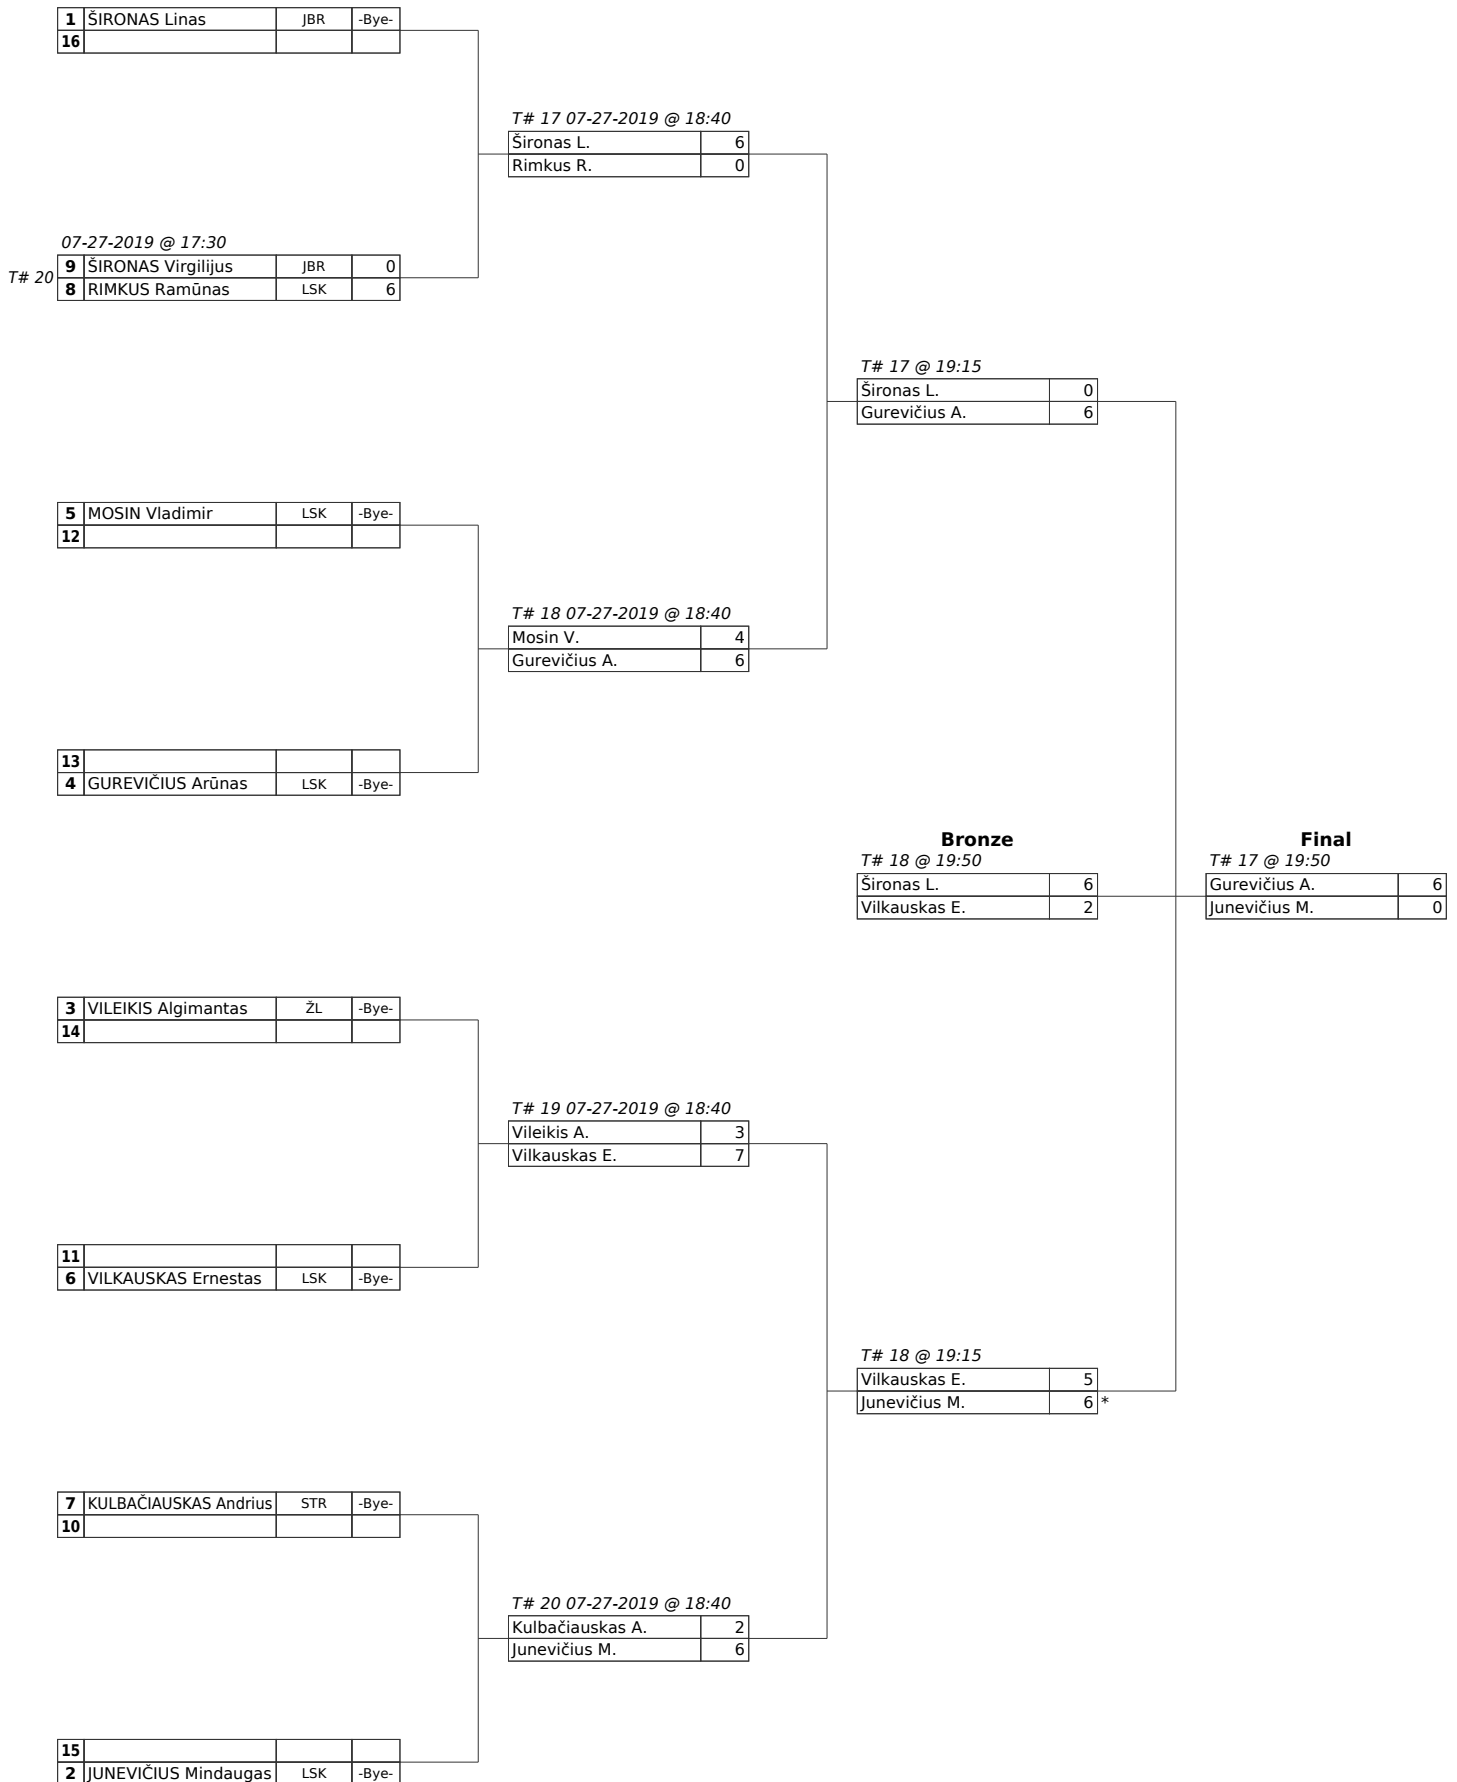 1 ŠIRONAS Linas JBR -Bye-
16
T# 17 07-27-2019 @ 18:40
Šironas L. 6
Rimkus R. 0
07-27-2019 @ 17:30
9 ŠIRONAS Virgilijus JBR 0
T# 20
8 RIMKUS Ramūnas LSK 6
T# 17 @ 19:15
Šironas L. 0
Gurevičius A. 6
5 MOSIN Vladimir LSK -Bye-
12
T# 18 07-27-2019 @ 18:40
Mosin V. 4
Gurevičius A. 6
13
4 GUREVIČIUS Arūnas LSK -Bye-
Bronze Final
T# 18 @ 19:50 T# 17 @ 19:50
Šironas L. 6 Gurevičius A. 6
Vilkauskas E. 2 Junevičius M. 0
3 VILEIKIS Algimantas ŽL -Bye-
14
T# 19 07-27-2019 @ 18:40
Vileikis A. 3
Vilkauskas E. 7
11
6 VILKAUSKAS Ernestas LSK -Bye-
T# 18 @ 19:15
Vilkauskas E. 5
Junevičius M. 6 *
7 KULBAČIAUSKAS Andrius STR -Bye-
10
T# 20 07-27-2019 @ 18:40
Kulbačiauskas A. 2
Junevičius M. 6
15
2 JUNEVIČIUS Mindaugas LSK -Bye-